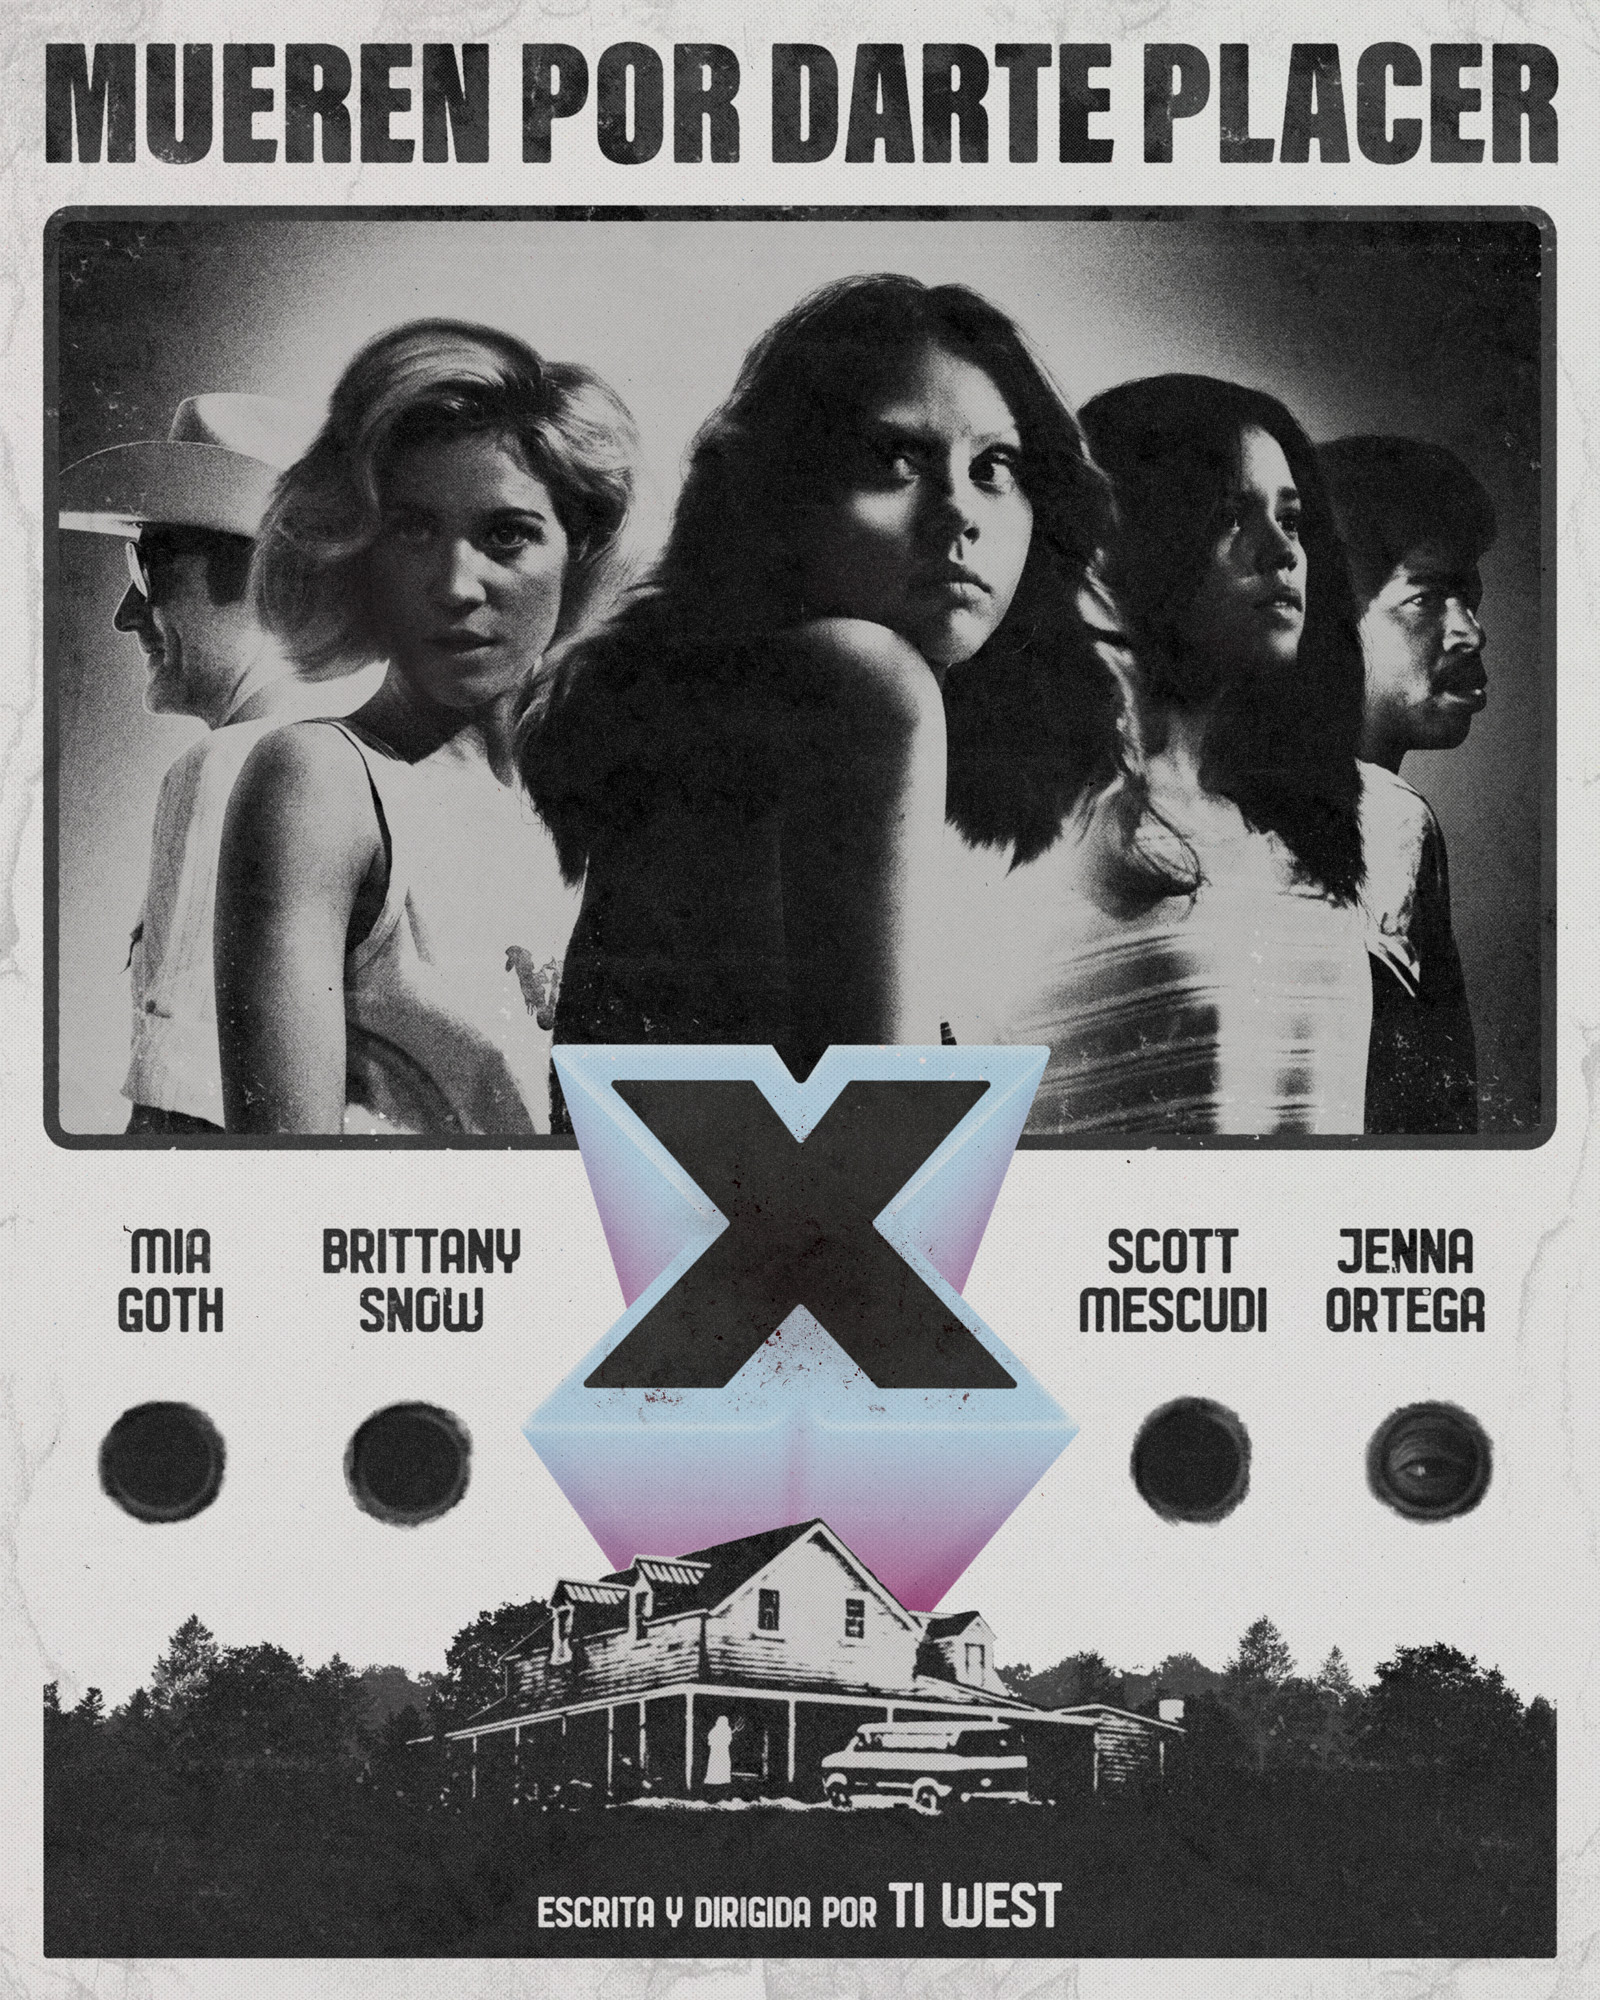 MUEREN POR DARTE PLACER
X
MIA GOTH
BRITTANY SNOW
SCOTT MESCUDI
JENNA ORTEGA
ESCRITA Y DIRIGIDA POR TI WEST